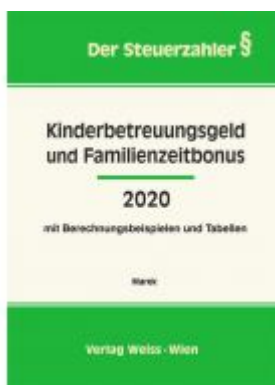 Der Steuerzahler §
Kinderbetreuungsgeld
und Familienzeitbonus
2020
mit Berechnungsbeispielen und Tabellen
Marek
Verlag Weiss - Wien